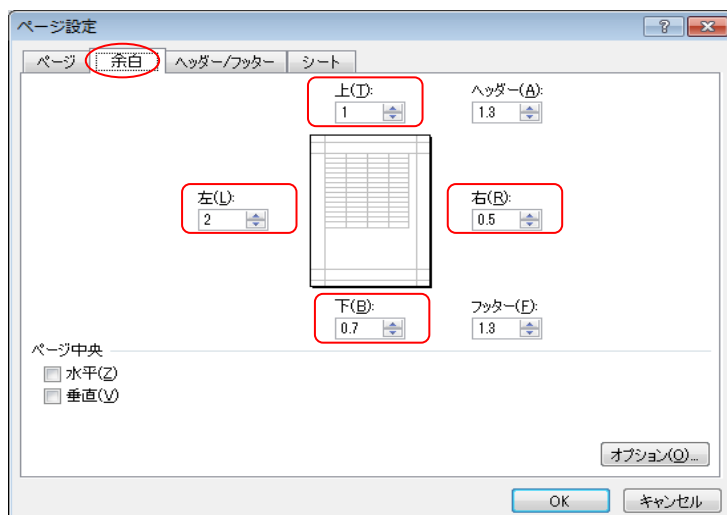 ページ設定
ページ 余白 ヘッダー/フッター シート
上(T): ヘッダー(A):
1 1.3
左(L): 右(R):
2 0.5
下(B): フッター(F):
0.7 1.3
ページ中央
水平(Z)
垂直(V)
オプション(O)...
OK キャンセル